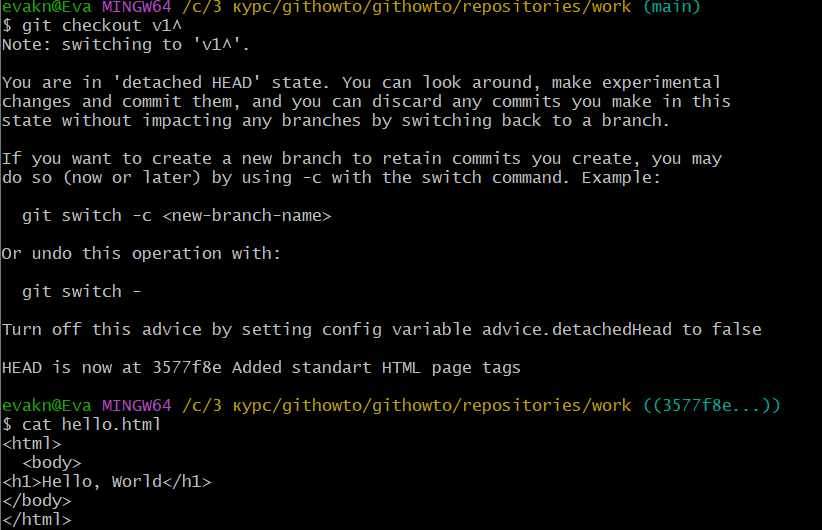 evakn@Eva MINGW64 /c/3 курс/githowto/githowto/repositories/work (main)
$ git checkout v1^
Note: switching to 'v1^'.

You are in 'detached HEAD' state. You can look around, make experimental
changes and commit them, and you can discard any commits you make in this
state without impacting any branches by switching back to a branch.

If you want to create a new branch to retain commits you create, you may
do so (now or later) by using -c with the switch command. Example:

  git switch -c <new-branch-name>

Or undo this operation with:

  git switch -

Turn off this advice by setting config variable advice.detachedHead to false

HEAD is now at 3577f8e Added standart HTML page tags

evakn@Eva MINGW64 /c/3 курс/githowto/githowto/repositories/work ((3577f8e...))
$ cat hello.html
<html>
  <body>
<h1>Hello, World</h1>
</body>
</html>